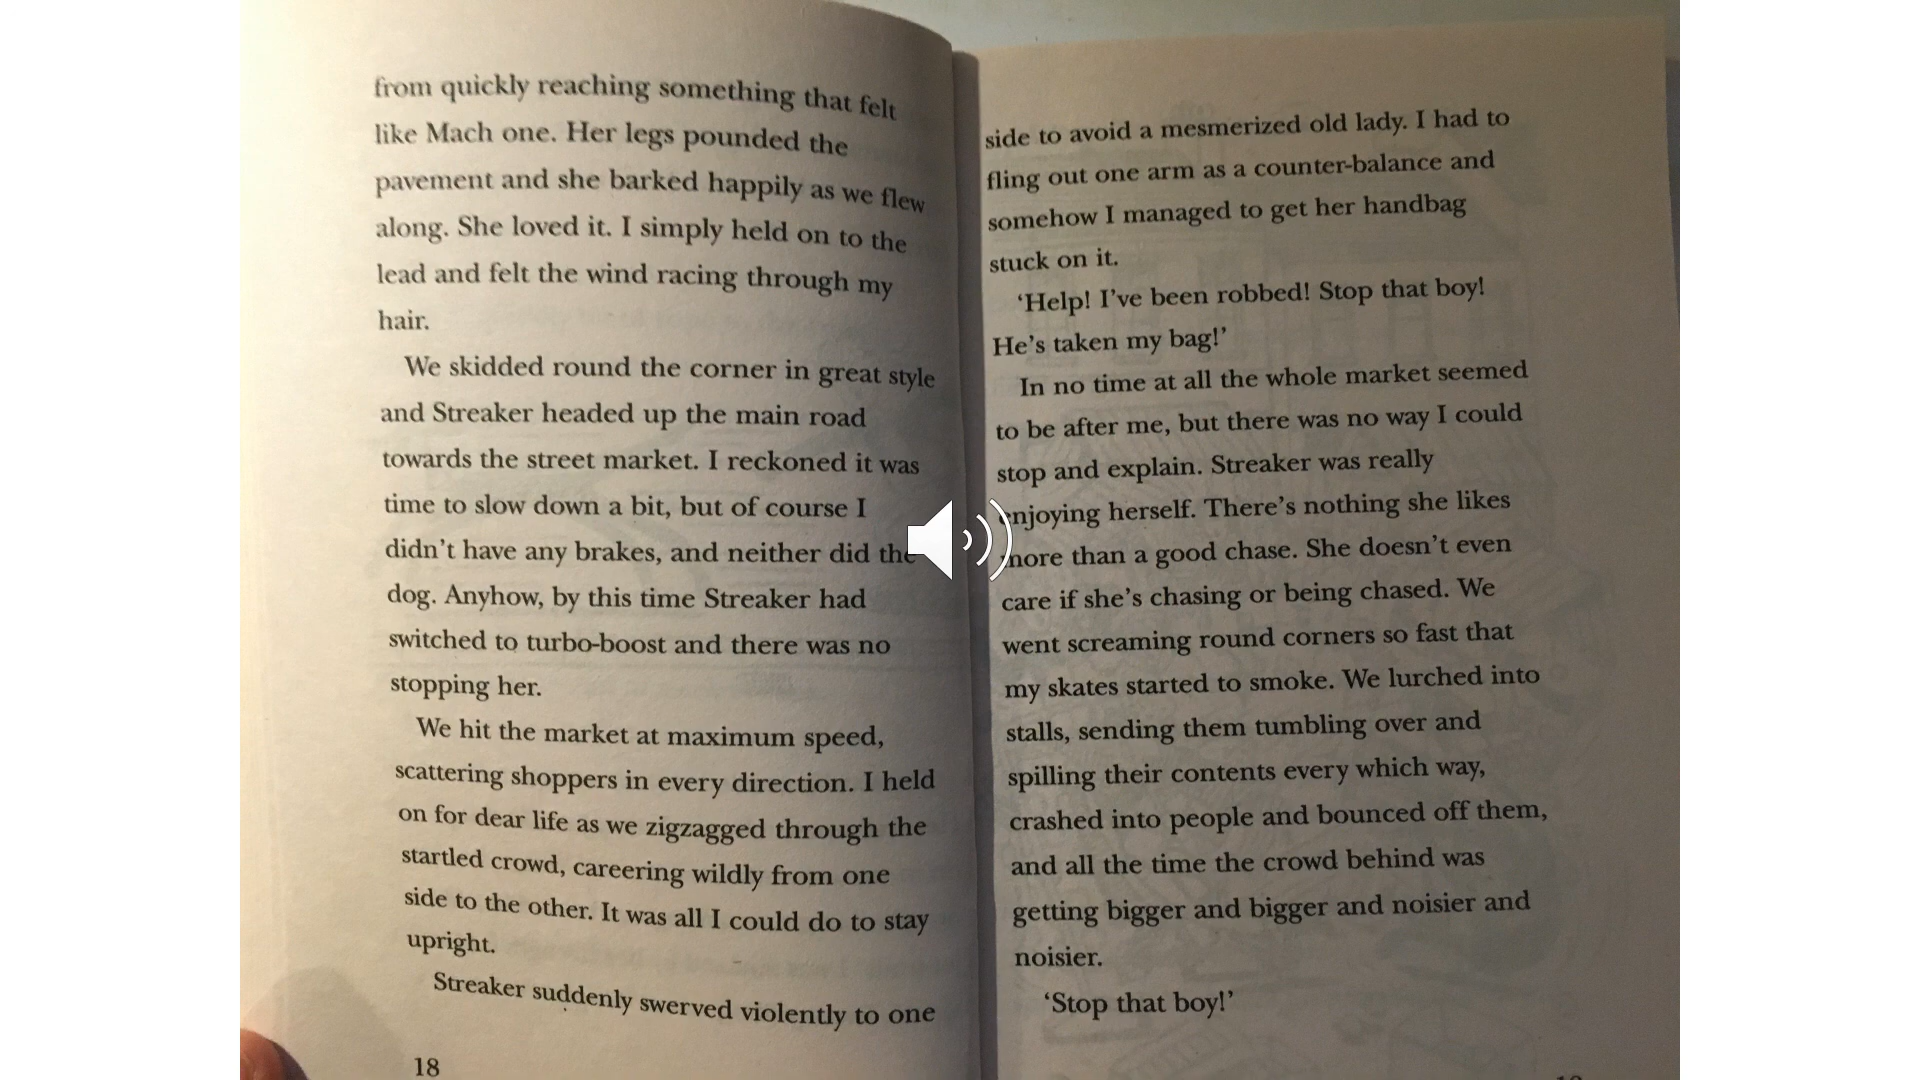 from quickly reaching something that felt
like Mach one. Her legs pounded the
pavement and she barked happily as we flew
along. She loved it. I simply held on to the
lead and felt the wind racing through my
hair.
We skidded round the corner in great style
and Streaker headed up the main road
towards the street market. I reckoned it was
time to slow down a bit, but of course I
didn't have any brakes, and neither did the
dog. Anyhow, by this time Streaker had
switched to turbo-boost and there was no
stopping her.
We hit the market at maximum speed,
scattering shoppers in every direction. I held
on for dear life as we zigzagged through the
startled crowd, careering wildly from one
side to the other. It was all I could do to stay
upright.
Streaker suddenly swerved violently to one
18
side to avoid a mesmerized old lady. I had to
fling out one arm as a counter-balance and
somehow I managed to get her handbag
stuck on it.
‘Help! I've been robbed! Stop that boy!
He's taken my bag!’
In no time at all the whole market seemed
to be after me, but there was no way I could
stop and explain. Streaker was really
enjoying herself. There's nothing she likes
more than a good chase. She doesn't even
care if she's chasing or being chased. We
went screaming round corners so fast that
my skates started to smoke. We lurched into
stalls, sending them tumbling over and
spilling their contents every which way,
crashed into people and bounced off them,
and all the time the crowd behind was
getting bigger and bigger and noisier and
noisier.
‘Stop that boy!’